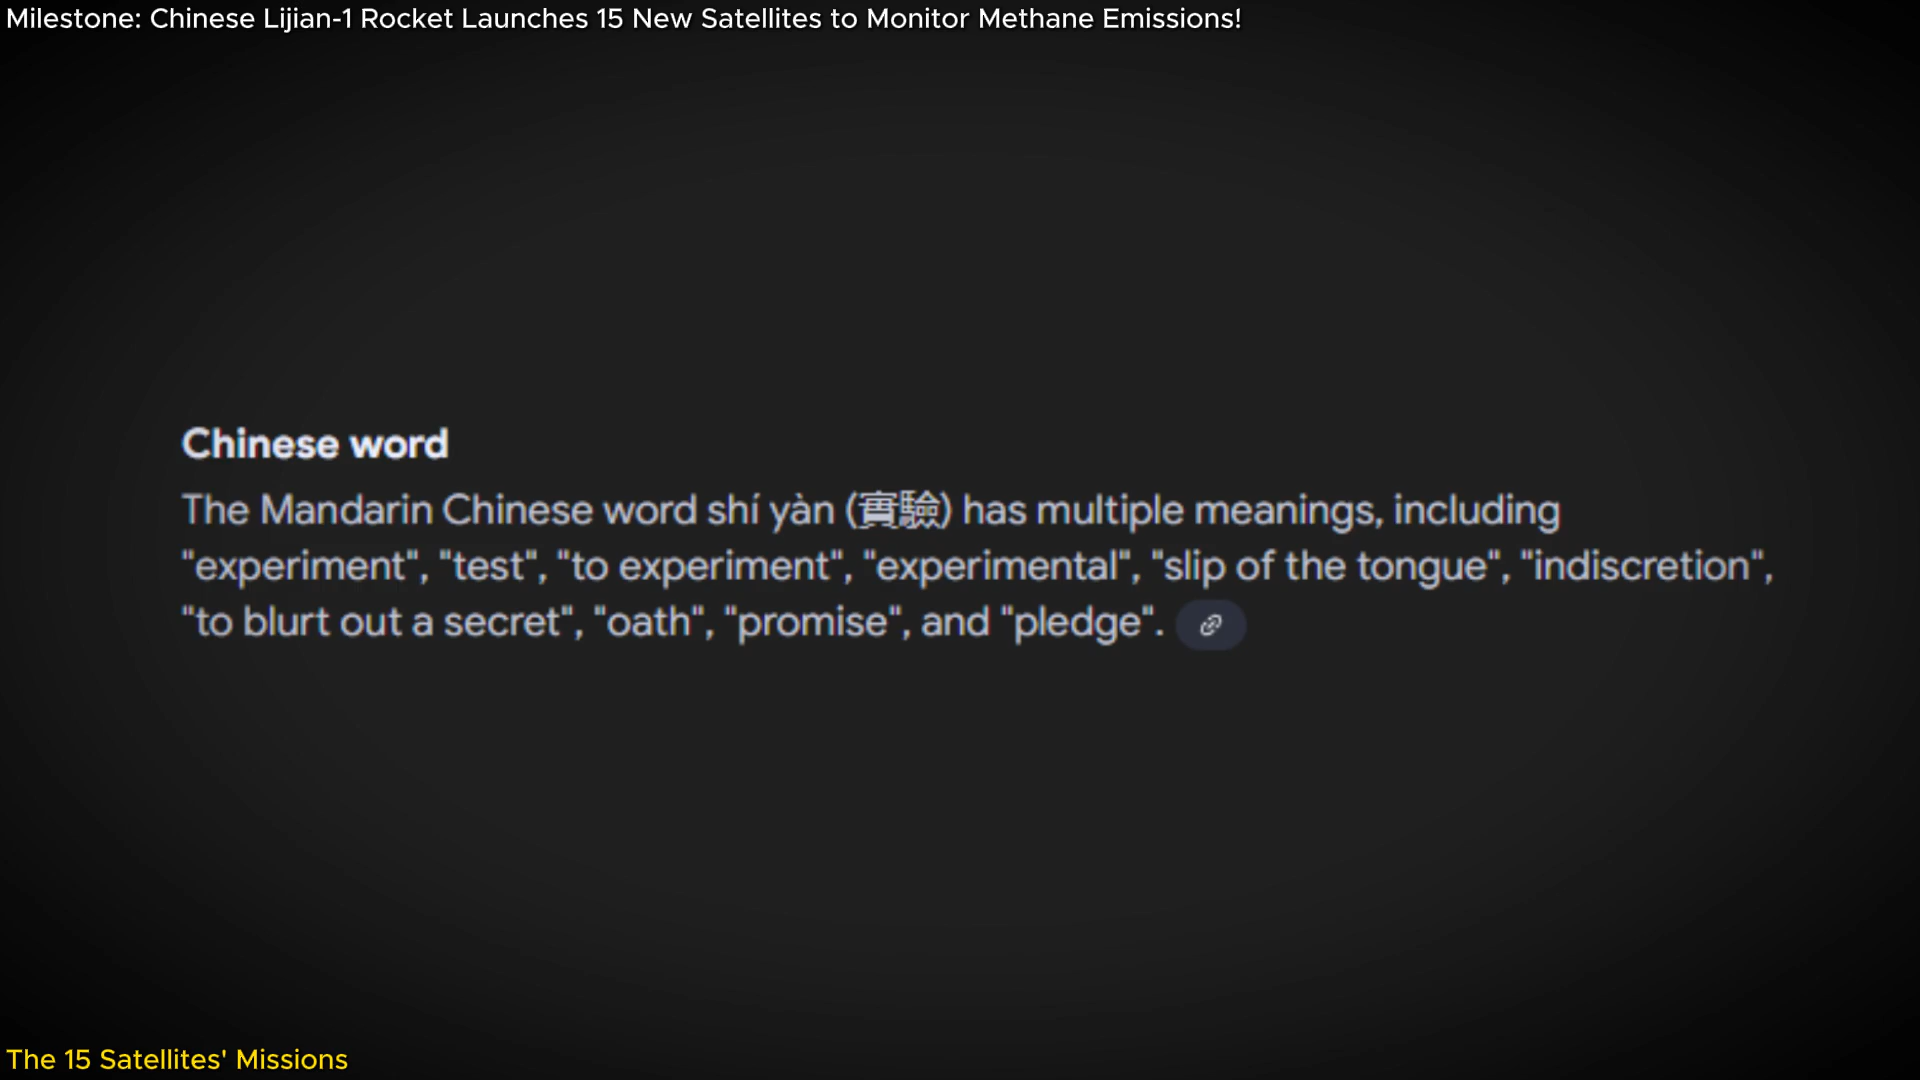 Milestone: Chinese Lijian-1 Rocket Launches 15 New Satellites to Monitor Methane Emissions!
Chinese word
The Mandarin Chinese word shí yàn (實驗) has multiple meanings, including
"experiment", "test", "to experiment", "experimental", "slip of the tongue", "indiscretion",
"to blurt out a secret", "oath", "promise", and "pledge".
The 15 Satellites' Missions